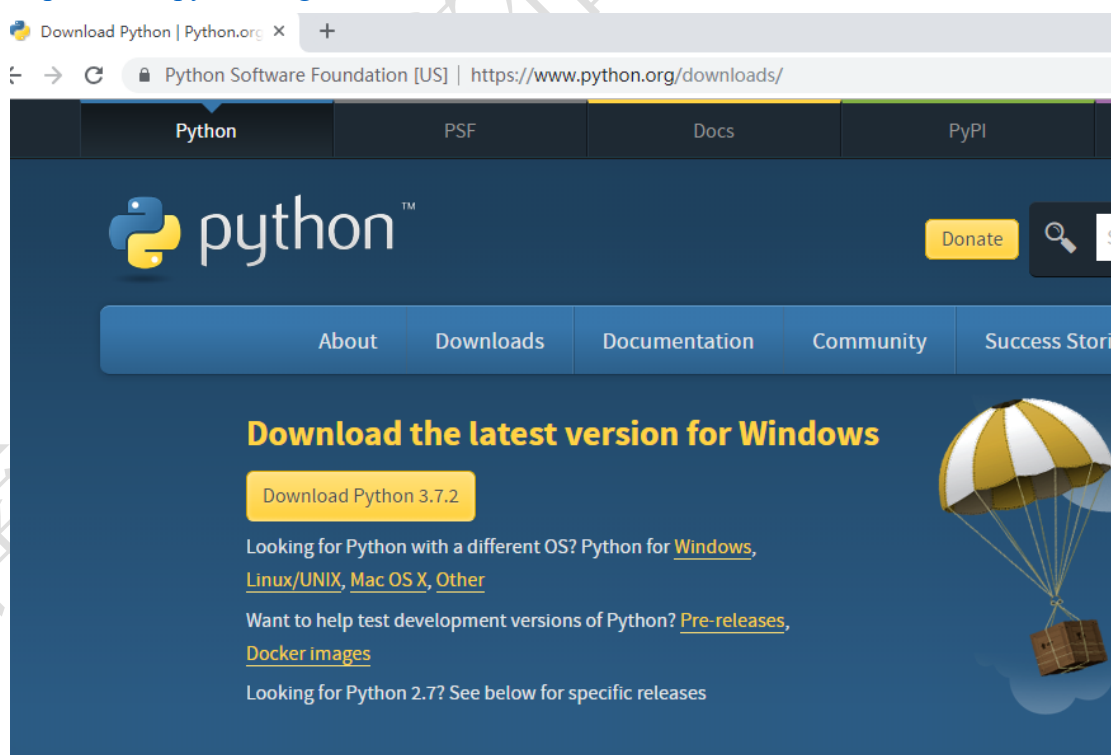 Download Python | Python.org
Python Software Foundation [US] | https://www.python.org/downloads/
Python PSF Docs PyPI
python™
Donate
About Downloads Documentation Community Success
Download the latest version for Windows
Download Python 3.7.2
Looking for Python with a different OS? Python for Windows,
Linux/UNIX, Mac OS X, Other
Want to help test development versions of Python? Pre-releases,
Docker images
Looking for Python 2.7? See below for specific releases